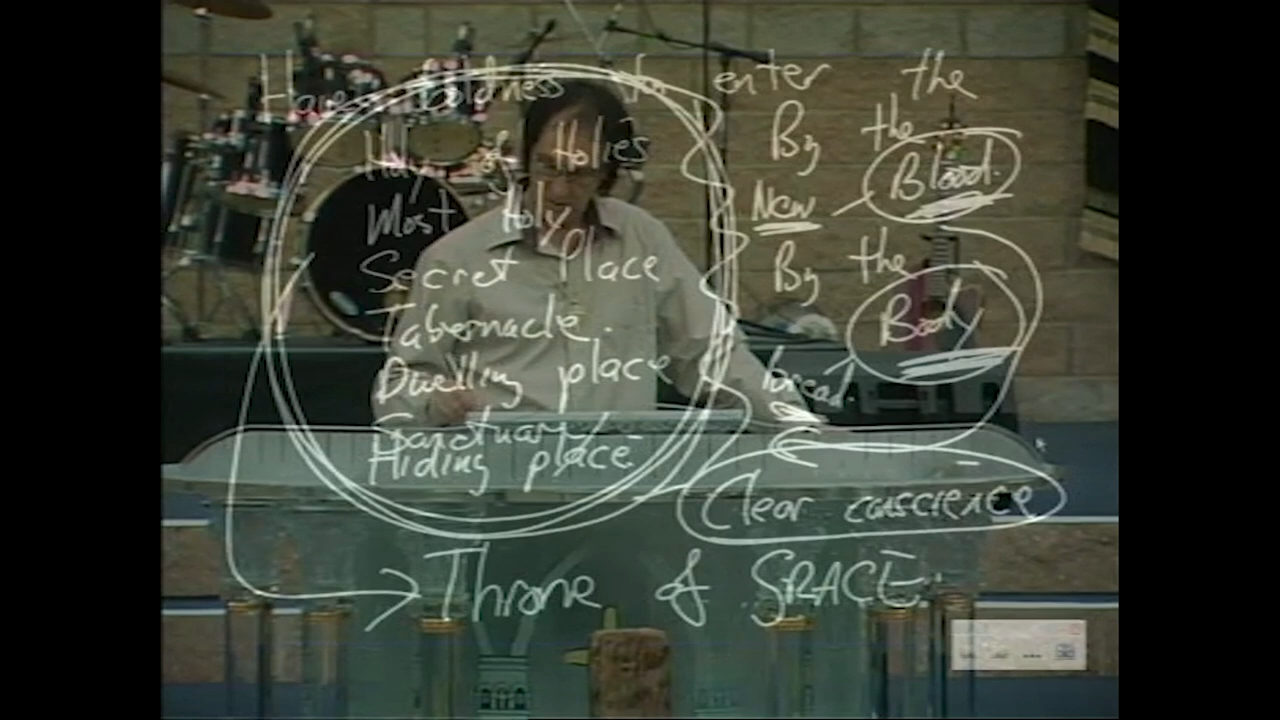 Have boldness to enter the
Holy of Holies
Most Holy
Secret Place
Tabernacle.
Dwelling place
Sanctuary
Hiding place.
By the
Blood.
New
By the
Body
bread.
Clear conscience
Throne of GRACE.